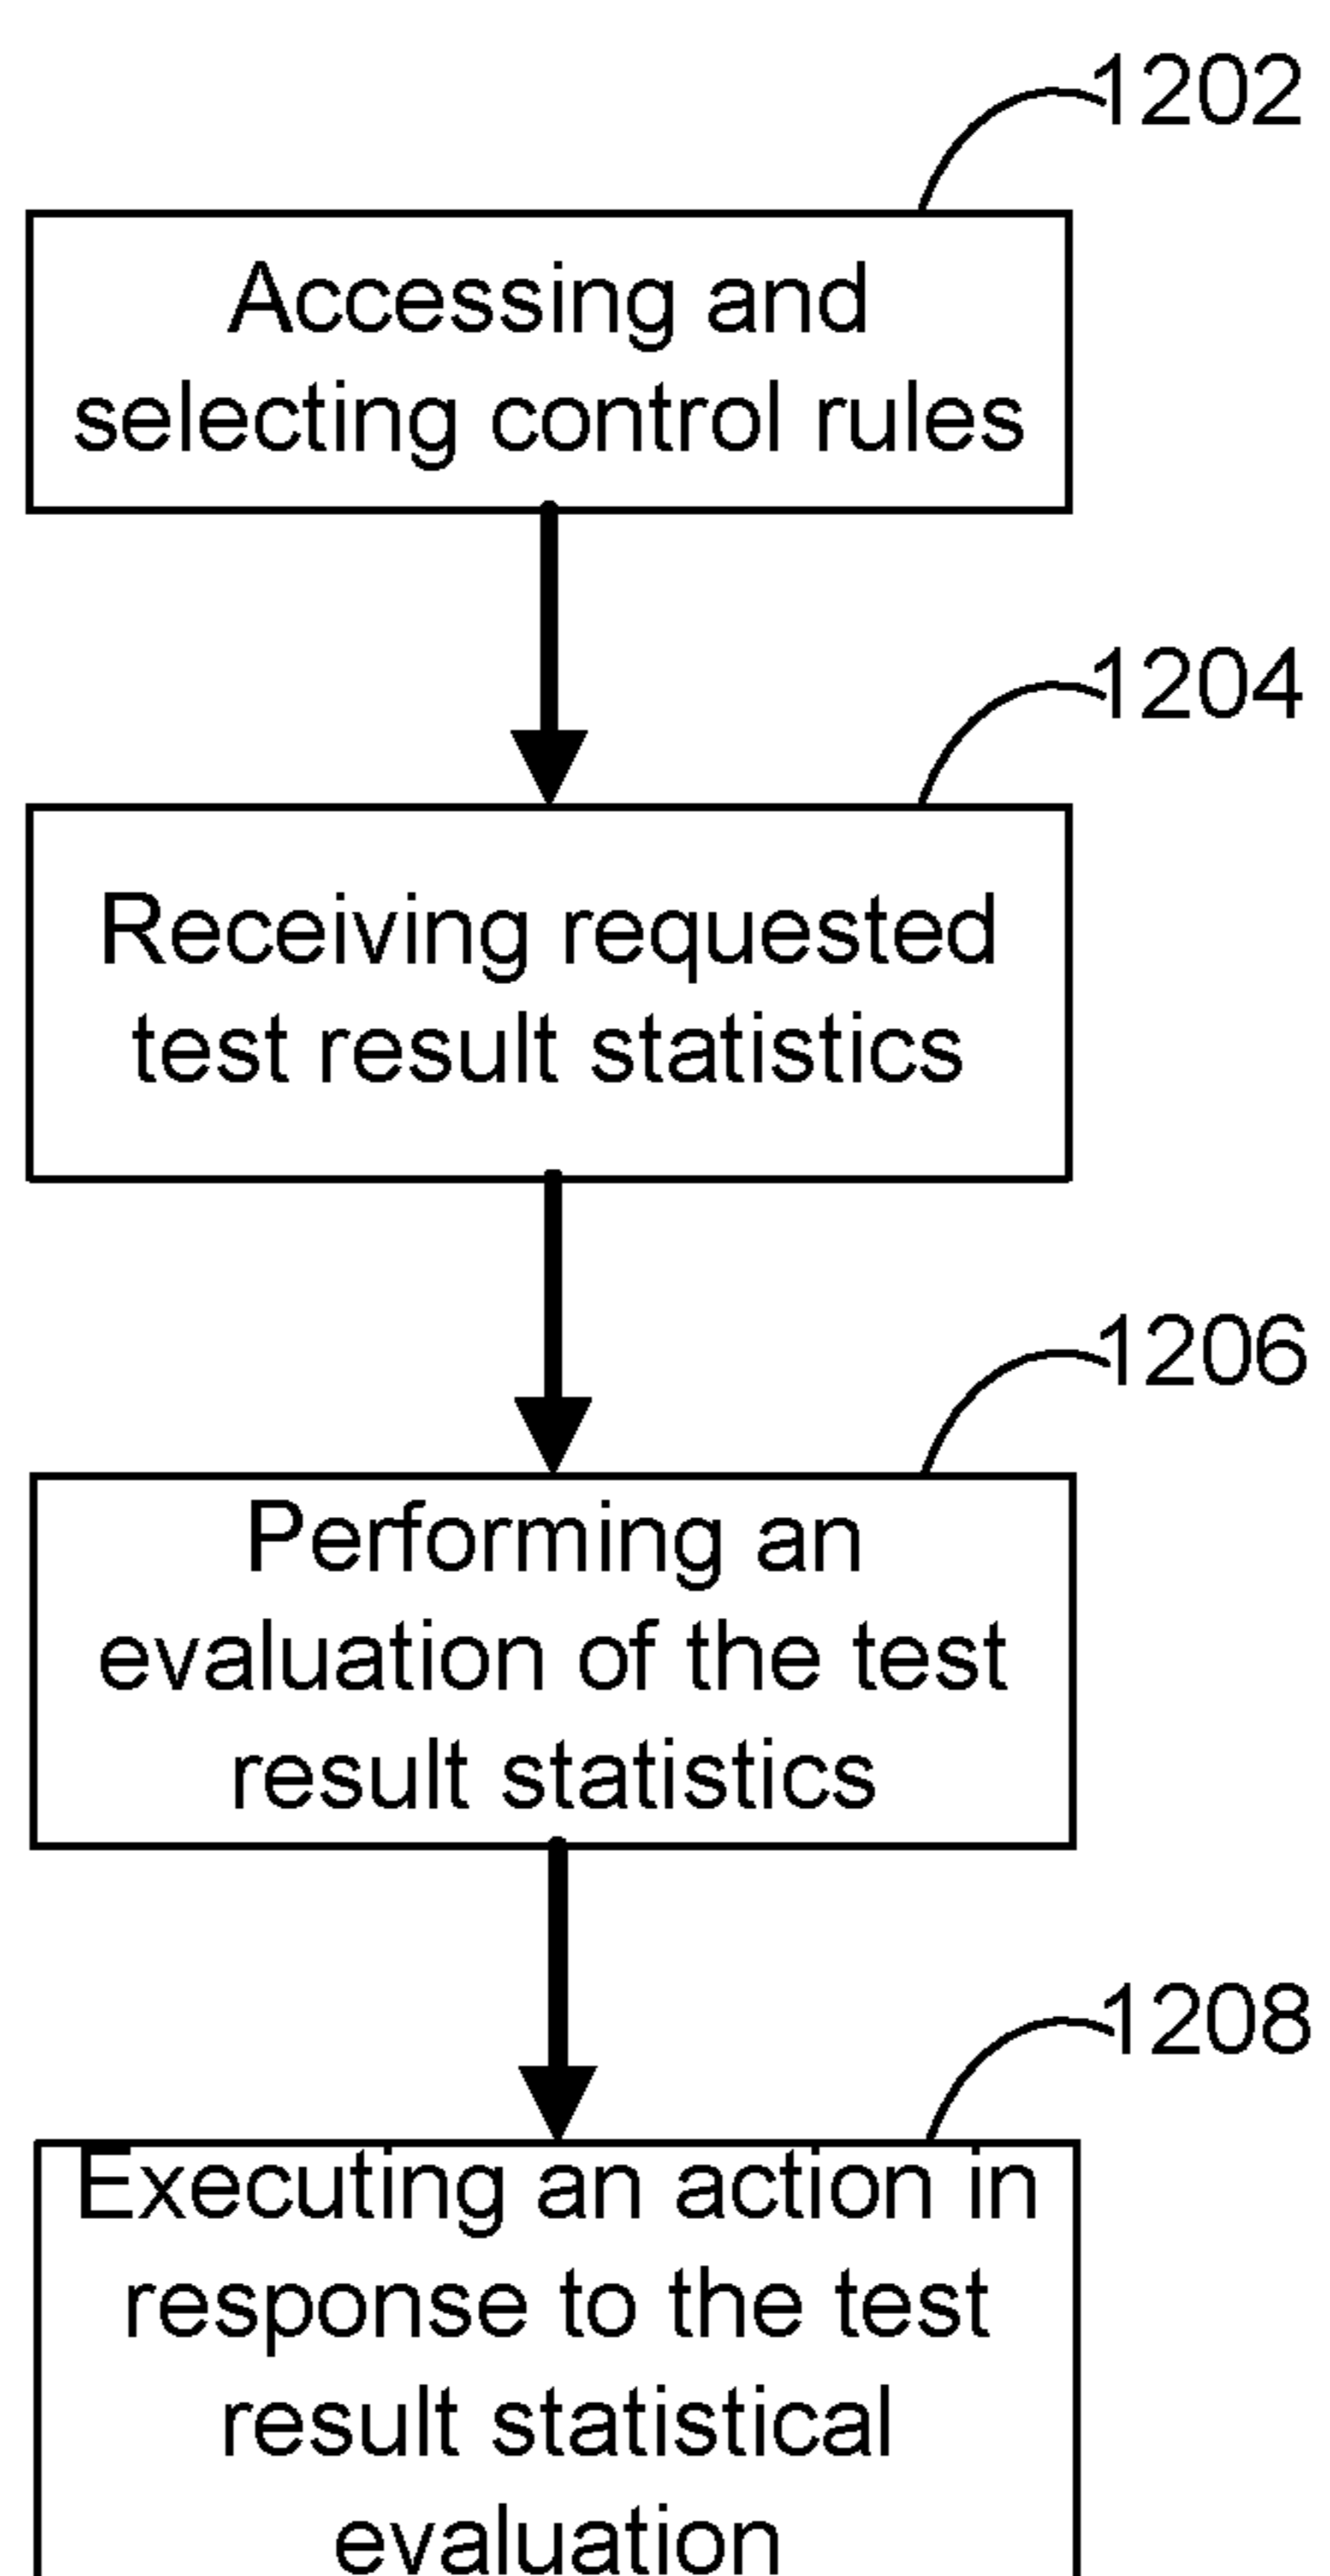 1202
Accessing and
selecting control rules
1204
Receiving requested
test result statistics
1206
Performing an
evaluation of the test
result statistics
1208
Executing an action in
response to the test
result statistical
evaluation